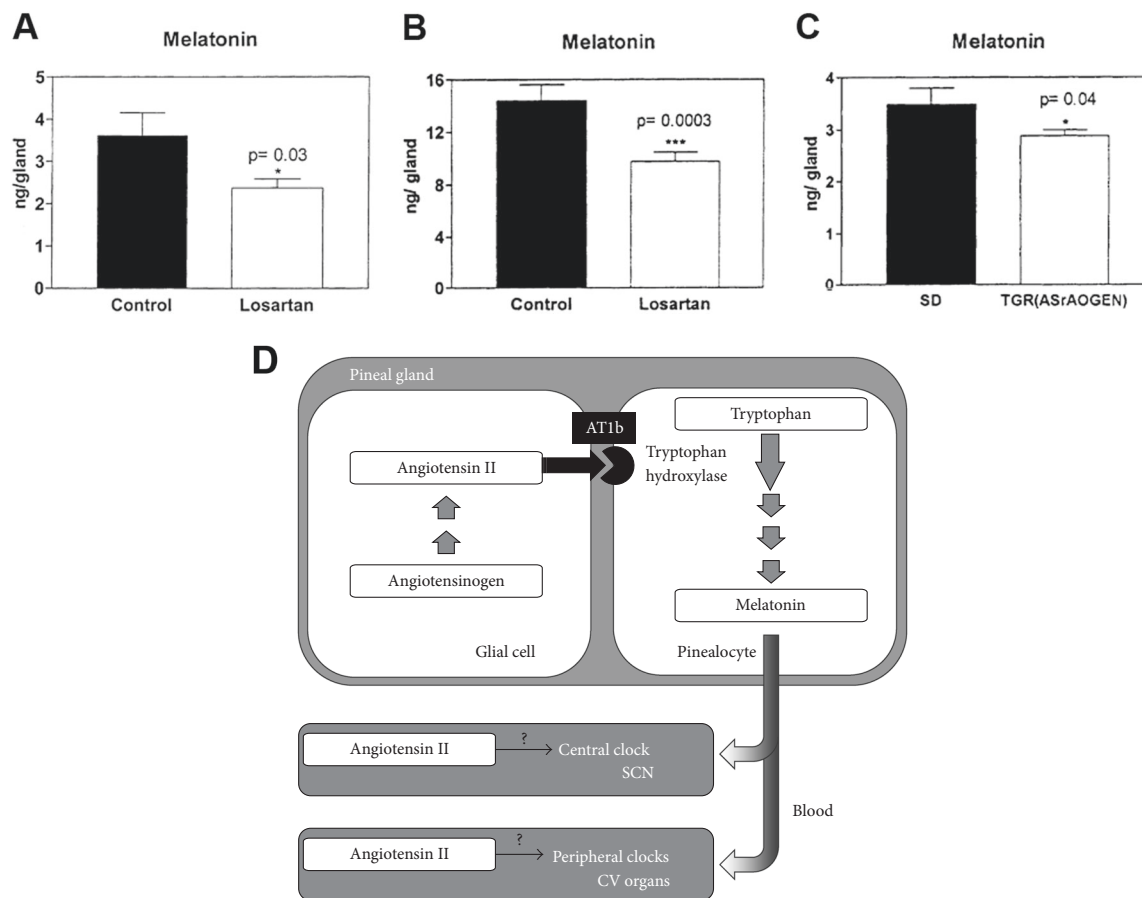 A
Melatonin
ng/gland
5
4
3
2
1
0
p= 0.03
*
Control
Losartan
B
Melatonin
ng/ gland
16
12
8
4
0
p= 0.0003
***
Control
Losartan
C
Melatonin
ng/ gland
4
3
2
1
0
p= 0.04
*
SD
TGR(ASrAOGEN)
D
Pineal gland
AT1b
Angiotensin II
Angiotensinogen
Glial cell
Tryptophan
Tryptophan
hydroxylase
Melatonin
Pinealocyte
Angiotensin II
?
Central clock
SCN
Blood
Angiotensin II
?
Peripheral clocks
CV organs